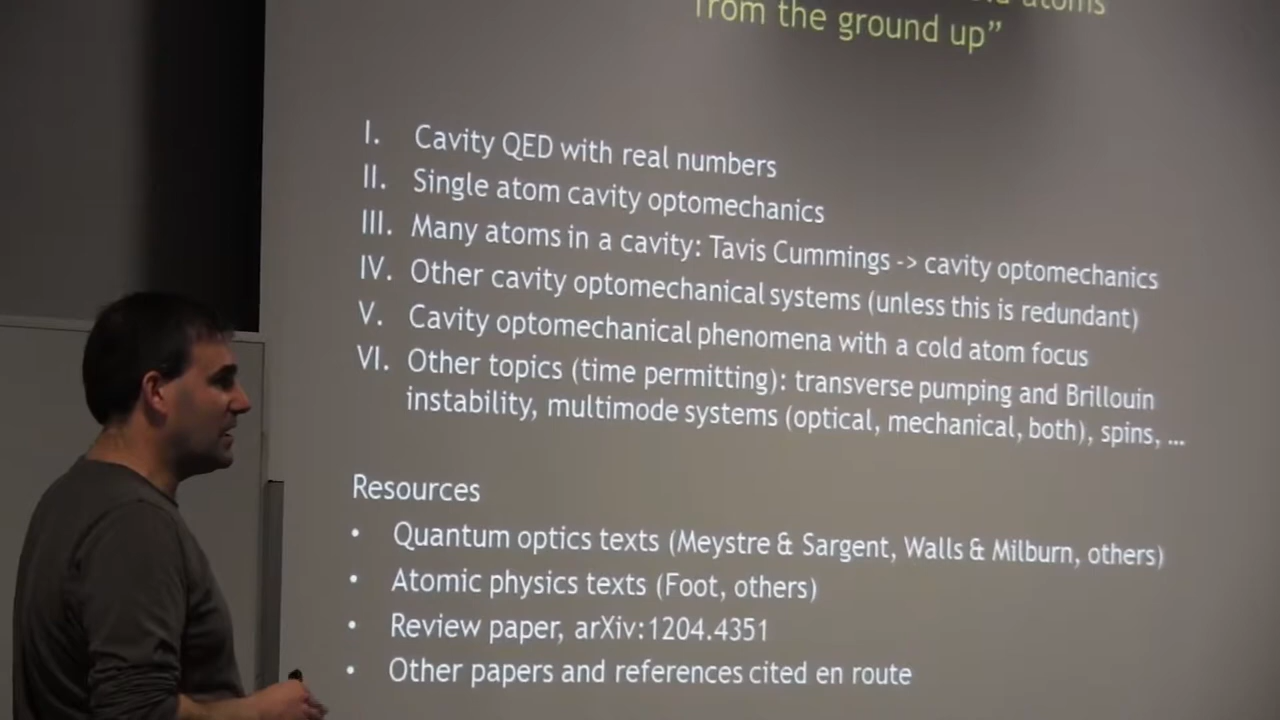 atoms
from the ground up”
I. Cavity QED with real numbers
II. Single atom cavity optomechanics
III. Many atoms in a cavity: Tavis Cummings -> cavity optomechanics
IV. Other cavity optomechanical systems (unless this is redundant)
V. Cavity optomechanical phenomena with a cold atom focus
VI. Other topics (time permitting): transverse pumping and Brillouin
instability, multimode systems (optical, mechanical, both), spins, ...
Resources
• Quantum optics texts (Meystre & Sargent, Walls & Milburn, others)
• Atomic physics texts (Foot, others)
• Review paper, arXiv:1204.4351
• Other papers and references cited en route